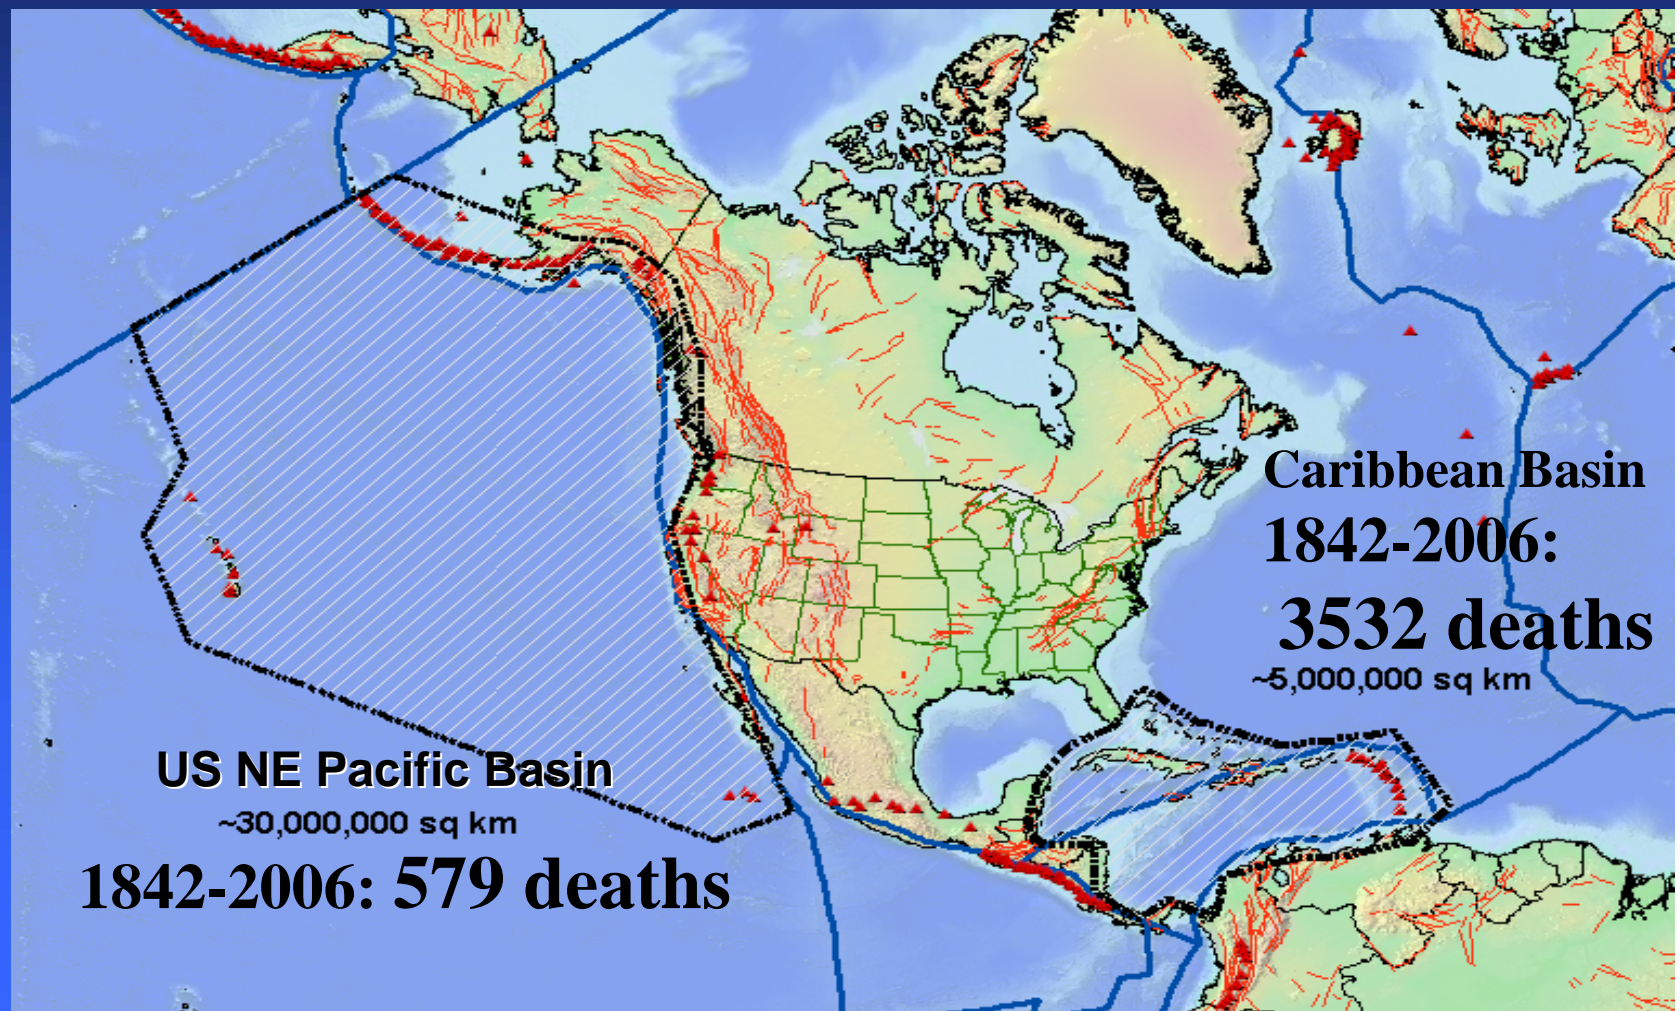 Caribbean Basin
1842-2006:
3532 deaths
~5,000,000 sq km
US NE Pacific Basin
~30,000,000 sq km
1842-2006: 579 deaths